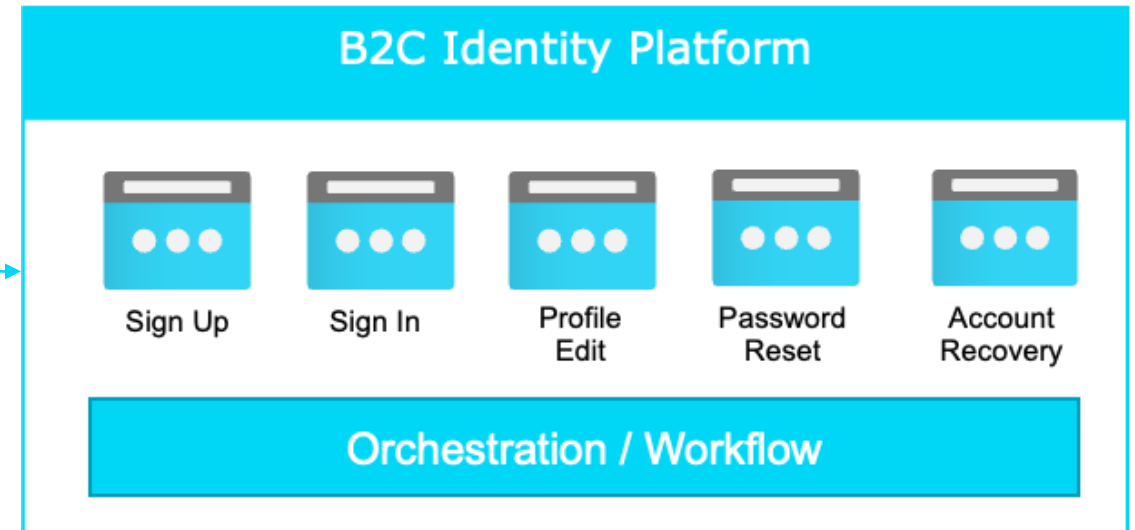 B2C Identity Platform
Sign Up
Sign In
Profile
Edit
Password
Reset
Account
Recovery
Orchestration / Workflow